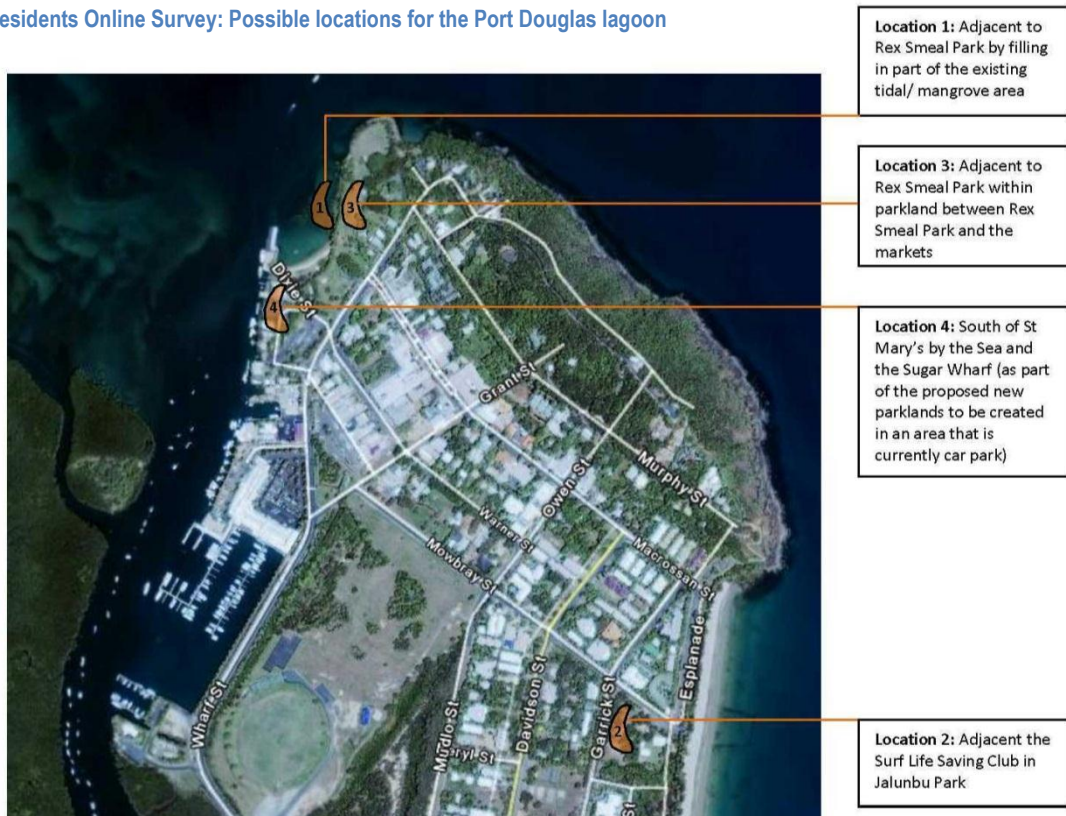 esidents Online Survey: Possible locations for the Port Douglas lagoon
Location 1: Adjacent to
Rex Smeal Park by filling
in part of the existing
tidal/ mangrove area
Location 3: Adjacent to
Rex Smeal Park within
parkland between Rex
Smeal Park and the
markets
Location 4: South of St
Mary's by the Sea and
the Sugar Wharf (as part
of the proposed new
parklands to be created
in an area that is
currently car park)
Location 2: Adjacent the
Surf Life Saving Club in
Jalunbu Park
1
3
Dixie St
4
Grant St
Murphy St
Owen St
Warner St
Macrossan St
Mowbray St
Esplanade
Wharf St
Mudlo St
Davidson St
Garrick St
2
ryl St
St